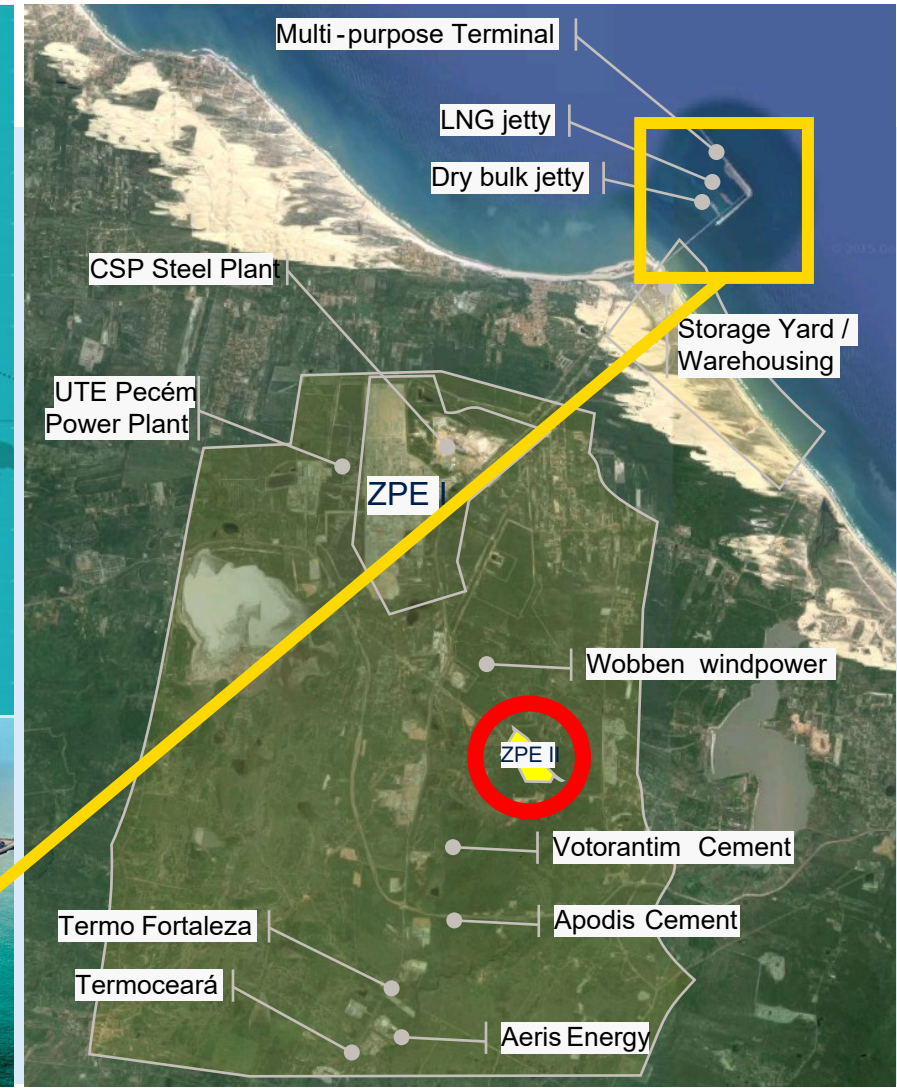 Multi-purpose Terminal
LNG jetty
Dry bulk jetty
CSP Steel Plant
Storage Yard /
Warehousing
UTE Pecém
Power Plant
ZPE I
Wobben windpower
ZPE II
Votorantim Cement
Apodis Cement
Termo Fortaleza
Termoceará
Aeris Energy